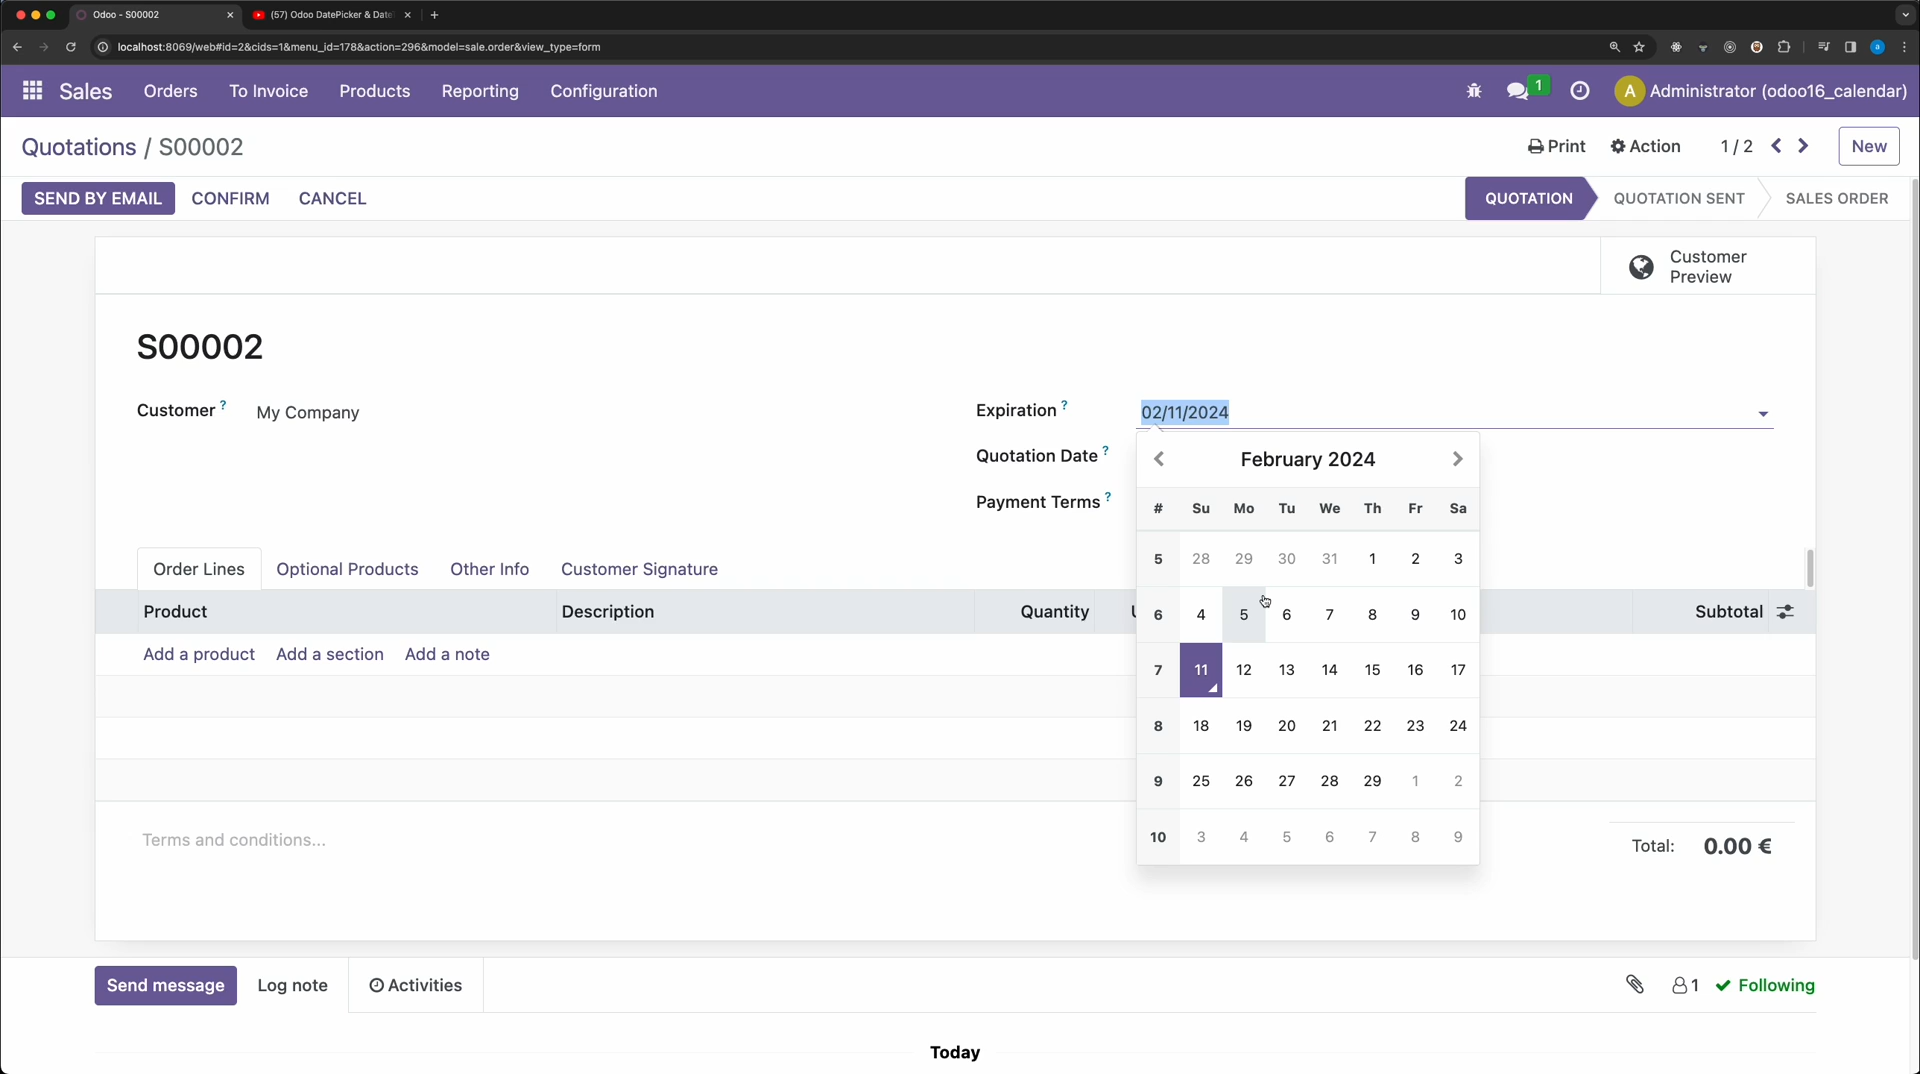 Odoo - S00002
(57) Odoo DatePicker & Date
localhost:8069/web#id=2&cids=1&menu_id=178&action=296&model=sale.order&view_type=form
a
Sales Orders To Invoice Products Reporting Configuration
1
A Administrator (odoo16_calendar)
Quotations / S00002
Print Action 1 / 2 New
SEND BY EMAIL CONFIRM CANCEL
QUOTATION QUOTATION SENT SALES ORDER
Customer
Preview
S00002
Customer ? My Company
Expiration ? 02/11/2024
Quotation Date ?
Payment Terms ?
February 2024
# Su Mo Tu We Th Fr Sa
5 28 29 30 31 1 2 3
6 4 5 6 7 8 9 10
7 11 12 13 14 15 16 17
8 18 19 20 21 22 23 24
9 25 26 27 28 29 1 2
10 3 4 5 6 7 8 9
Order Lines Optional Products Other Info Customer Signature
Product Description Quantity Subtotal
Add a product Add a section Add a note
Terms and conditions...
Total: 0.00 €
Send message Log note Activities
1 Following
Today